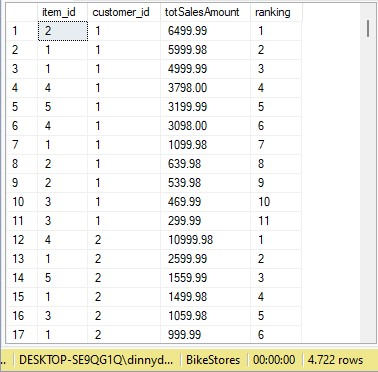 item_id customer_id totSalesAmount ranking
1 2 1 6499.99 1
2 1 1 5999.98 2
3 1 1 4999.99 3
4 4 1 3798.00 4
5 5 1 3199.99 5
6 4 1 3098.00 6
7 1 1 1099.98 7
8 2 1 639.98 8
9 2 1 539.98 9
10 3 1 469.99 10
11 3 1 299.99 11
12 4 2 10999.98 1
13 1 2 2599.99 2
14 5 2 1559.99 3
15 1 2 1499.98 4
16 3 2 1059.98 5
17 1 2 999.99 6
... DESKTOP-SE9QG1Q\dinnyd... BikeStores 00:00:00 4.722 rows